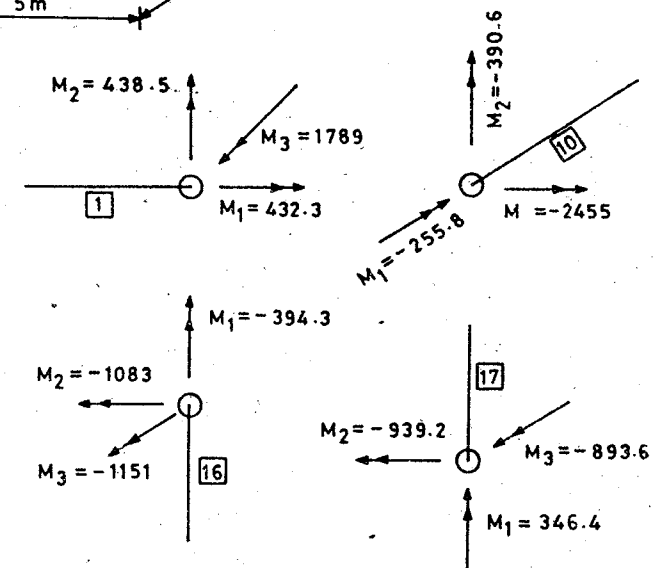 5m
M₂=438.5
M₃=1789
M₁=432.3
1
M₂=-390.6
10
M =-2455
M₁=-255.8
M₁=-394.3
M₂=-1083
M₃=-1151
16
17
M₂=-939.2
M₃=-893.6
M₁=346.4